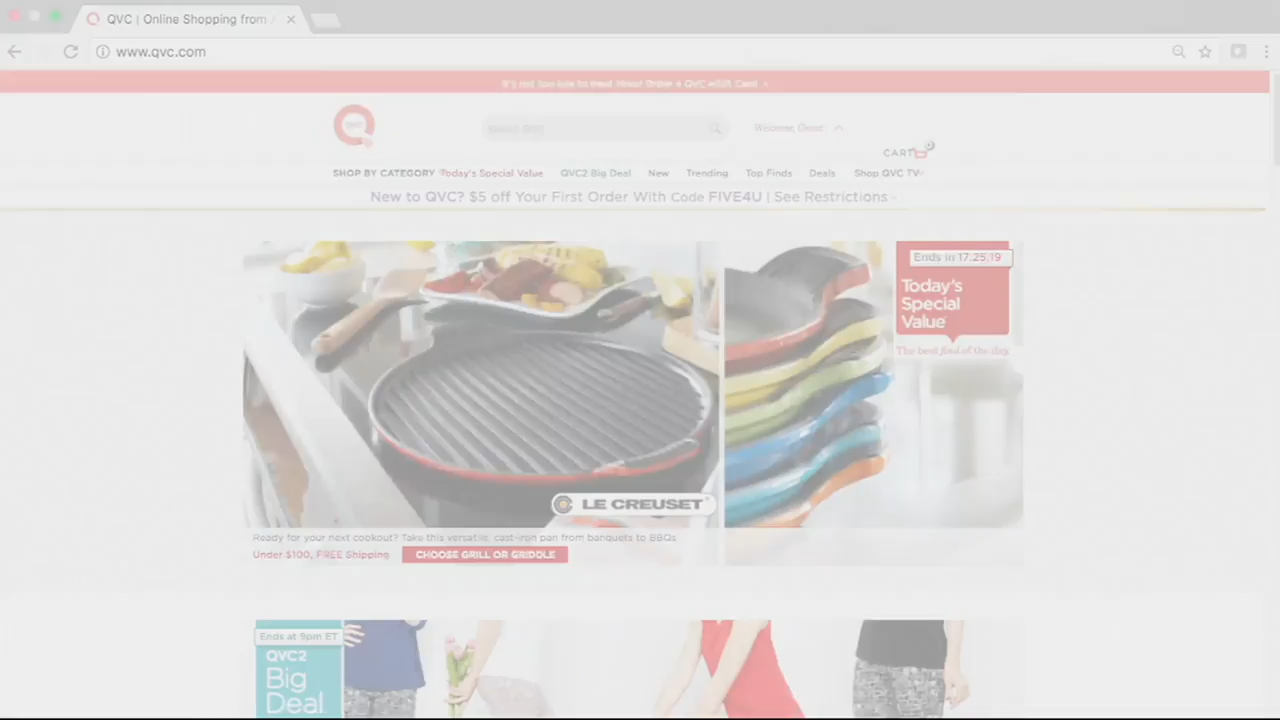 QVC | Online Shopping from
www.qvc.com
Welcome, Guest
CART 0
SHOP BY CATEGORY Today's Special Value QVC2 Big Deal New Trending Top Finds Deals Shop QVC TV
New to QVC? $5 off Your First Order With Code FIVE4U | See Restrictions
Ends in 17:25:19
Today's
Special
Value
The best find of the day
LE CREUSET
Ready for your next cookout? Take this versatile, cast-iron pan from banquets to BBQs
Under $100, FREE Shipping CHOOSE GRILL OR GRIDDLE
Ends at 9pm ET
QVC2
Big
Deal